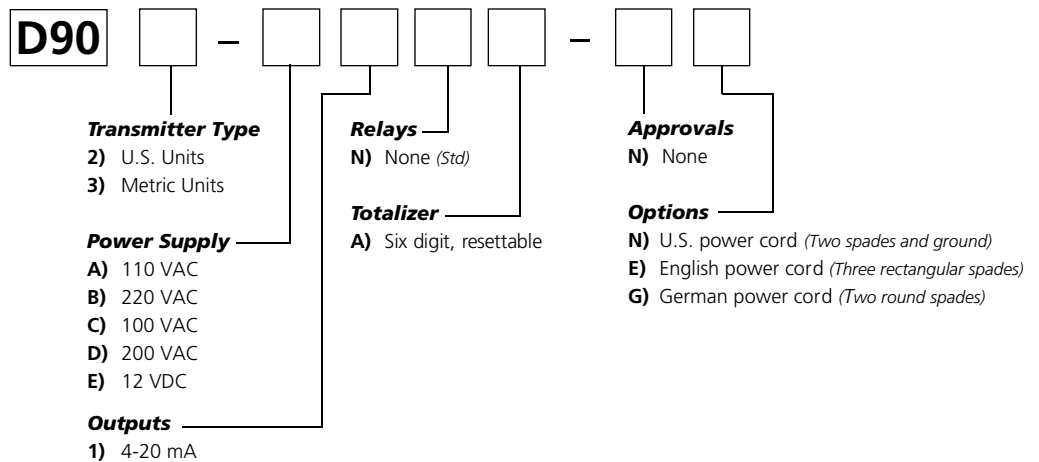 D90 – –
Transmitter Type
2) U.S. Units
3) Metric Units
Power Supply
A) 110 VAC
B) 220 VAC
C) 100 VAC
D) 200 VAC
E) 12 VDC
Outputs
1) 4-20 mA
Relays
N) None (Std)
Totalizer
A) Six digit, resettable
Approvals
N) None
Options
N) U.S. power cord (Two spades and ground)
E) English power cord (Three rectangular spades)
G) German power cord (Two round spades)